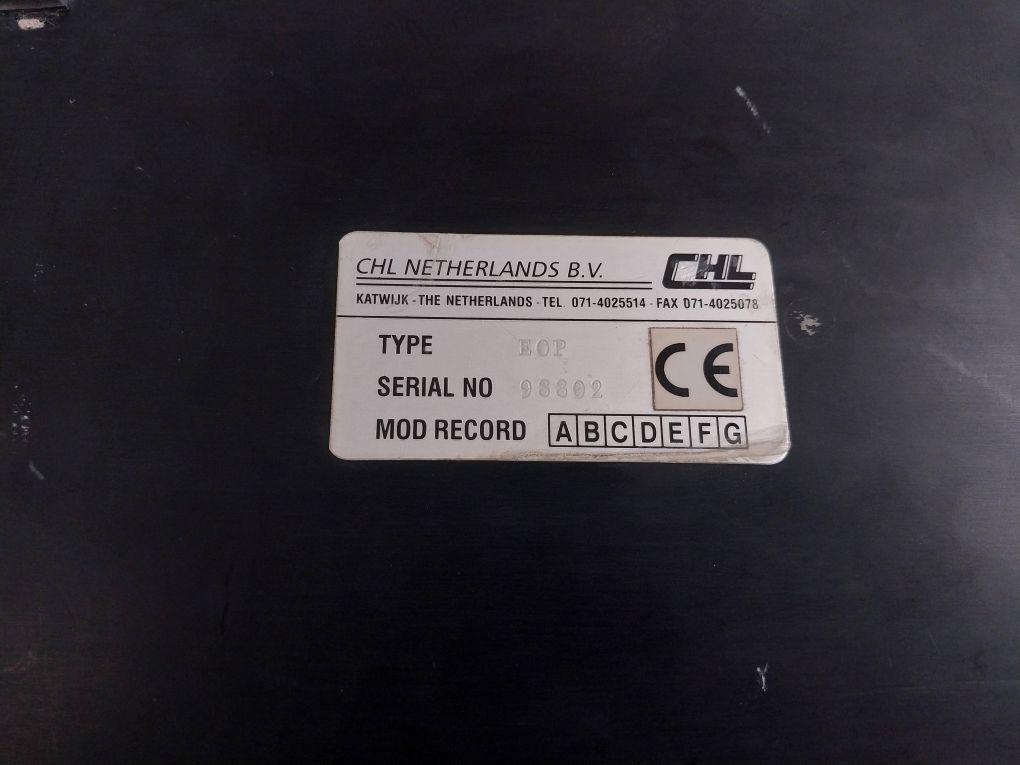 CHL NETHERLANDS B.V. CHL
KATWIJK - THE NETHERLANDS - TEL. 071-4025514 - FAX 071-4025078
TYPE EOP
SERIAL NO 98802
CE
MOD RECORD A B C D E F G